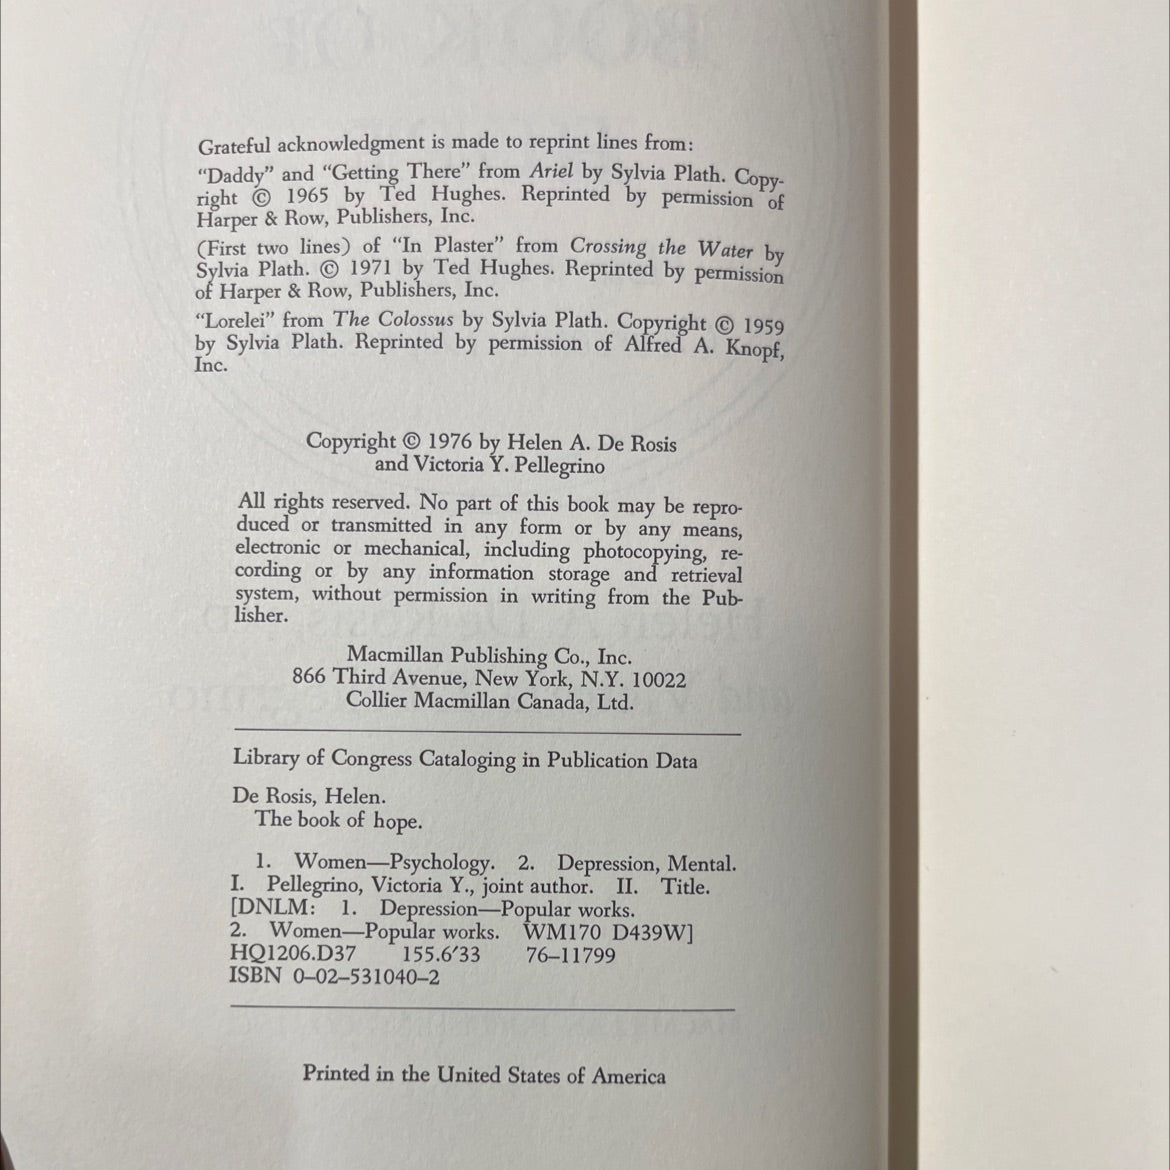 Grateful acknowledgment is made to reprint lines from:
“Daddy” and “Getting There” from Ariel by Sylvia Plath. Copy-
right © 1965 by Ted Hughes. Reprinted by permission of
Harper & Row, Publishers, Inc.
(First two lines) of “In Plaster” from Crossing the Water by
Sylvia Plath. © 1971 by Ted Hughes. Reprinted by permission
of Harper & Row, Publishers, Inc.
“Lorelei” from The Colossus by Sylvia Plath. Copyright © 1959
by Sylvia Plath. Reprinted by permission of Alfred A. Knopf,
Inc.
Copyright © 1976 by Helen A. De Rosis
and Victoria Y. Pellegrino
All rights reserved. No part of this book may be repro-
duced or transmitted in any form or by any means,
electronic or mechanical, including photocopying, re-
cording or by any information storage and retrieval
system, without permission in writing from the Pub-
lisher.
Macmillan Publishing Co., Inc.
866 Third Avenue, New York, N.Y. 10022
Collier Macmillan Canada, Ltd.
Library of Congress Cataloging in Publication Data
De Rosis, Helen.
The book of hope.
1. Women—Psychology. 2. Depression, Mental.
I. Pellegrino, Victoria Y., joint author. II. Title.
[DNLM: 1. Depression—Popular works.
2. Women—Popular works. WM170 D439W]
HQ1206.D37 155.6′33 76–11799
ISBN 0–02–531040–2
Printed in the United States of America